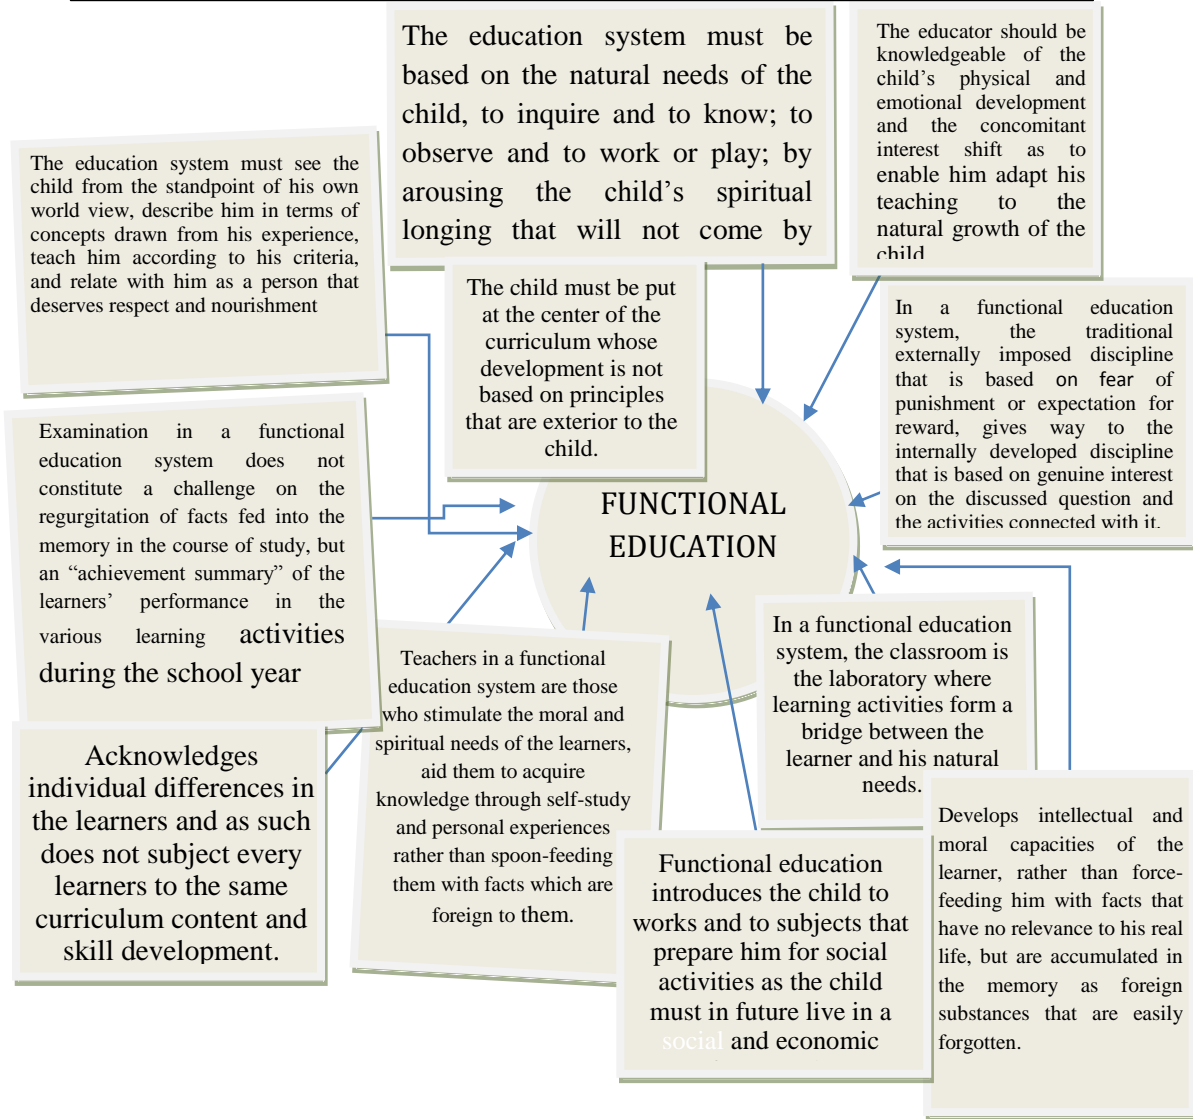 The education system must be
based on the natural needs of the
child, to inquire and to know; to
observe and to work or play; by
arousing the child's spiritual
longing that will not come by
The educator should be
knowledgeable of the
child's physical and
emotional development
and the concomitant
interest shift as to
enable him adapt his
teaching to the
natural growth of the
child
The education system must see the
child from the standpoint of his own
world view, describe him in terms of
concepts drawn from his experience,
teach him according to his criteria,
and relate with him as a person that
deserves respect and nourishment
The child must be put
at the center of the
curriculum whose
development is not
based on principles
that are exterior to the
child.
In a functional education
system, the traditional
externally imposed discipline
that is based on fear of
punishment or expectation for
reward, gives way to the
internally developed discipline
that is based on genuine interest
on the discussed question and
the activities connected with it.
Examination in a functional
education system does not
constitute a challenge on the
regurgitation of facts fed into the
memory in the course of study, but
an “achievement summary” of the
learners' performance in the
various learning activities
during the school year
FUNCTIONAL
EDUCATION
Teachers in a functional
education system are those
who stimulate the moral and
spiritual needs of the learners,
aid them to acquire
knowledge through self-study
and personal experiences
rather than spoon-feeding
them with facts which are
foreign to them.
In a functional education
system, the classroom is
the laboratory where
learning activities form a
bridge between the
learner and his natural
needs.
Acknowledges
individual differences in
the learners and as such
does not subject every
learners to the same
curriculum content and
skill development.
Functional education
introduces the child to
works and to subjects that
prepare him for social
activities as the child
must in future live in a
social and economic
Develops intellectual and
moral capacities of the
learner, rather than force-
feeding him with facts that
have no relevance to his real
life, but are accumulated in
the memory as foreign
substances that are easily
forgotten.